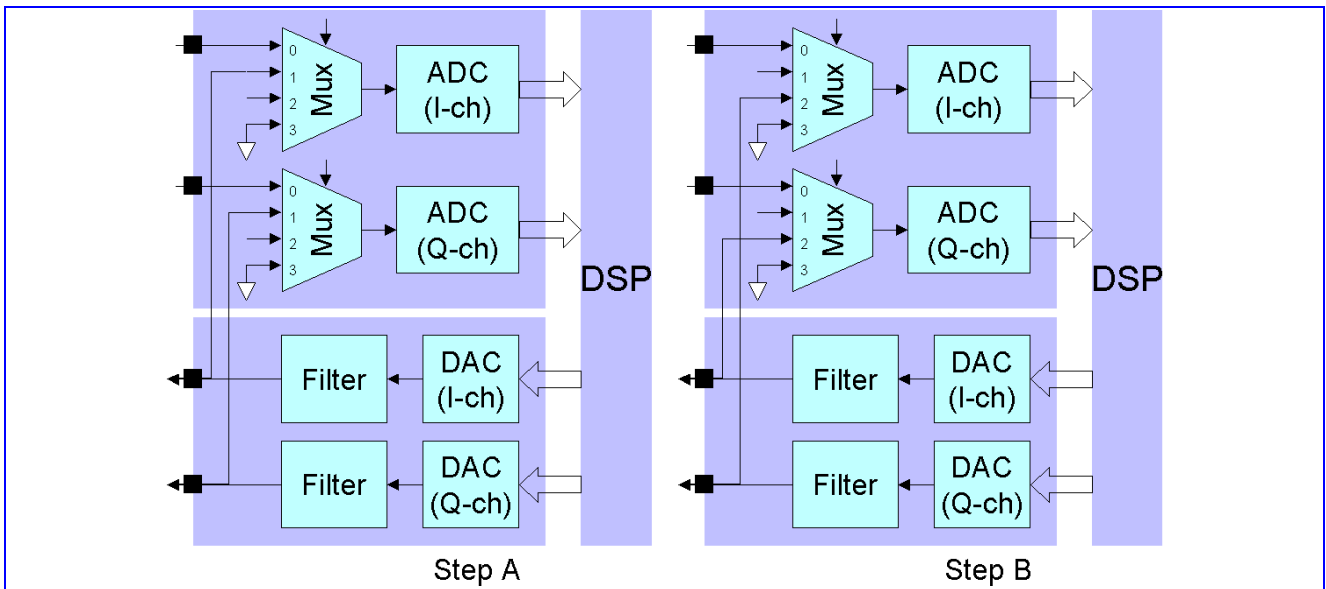 0
1
2
3
Mux
ADC
(I-ch)
0
1
2
3
Mux
ADC
(Q-ch)
DSP
Filter
DAC
(I-ch)
Filter
DAC
(Q-ch)
Step A
0
1
2
3
Mux
ADC
(I-ch)
0
1
2
3
Mux
ADC
(Q-ch)
DSP
Filter
DAC
(I-ch)
Filter
DAC
(Q-ch)
Step B